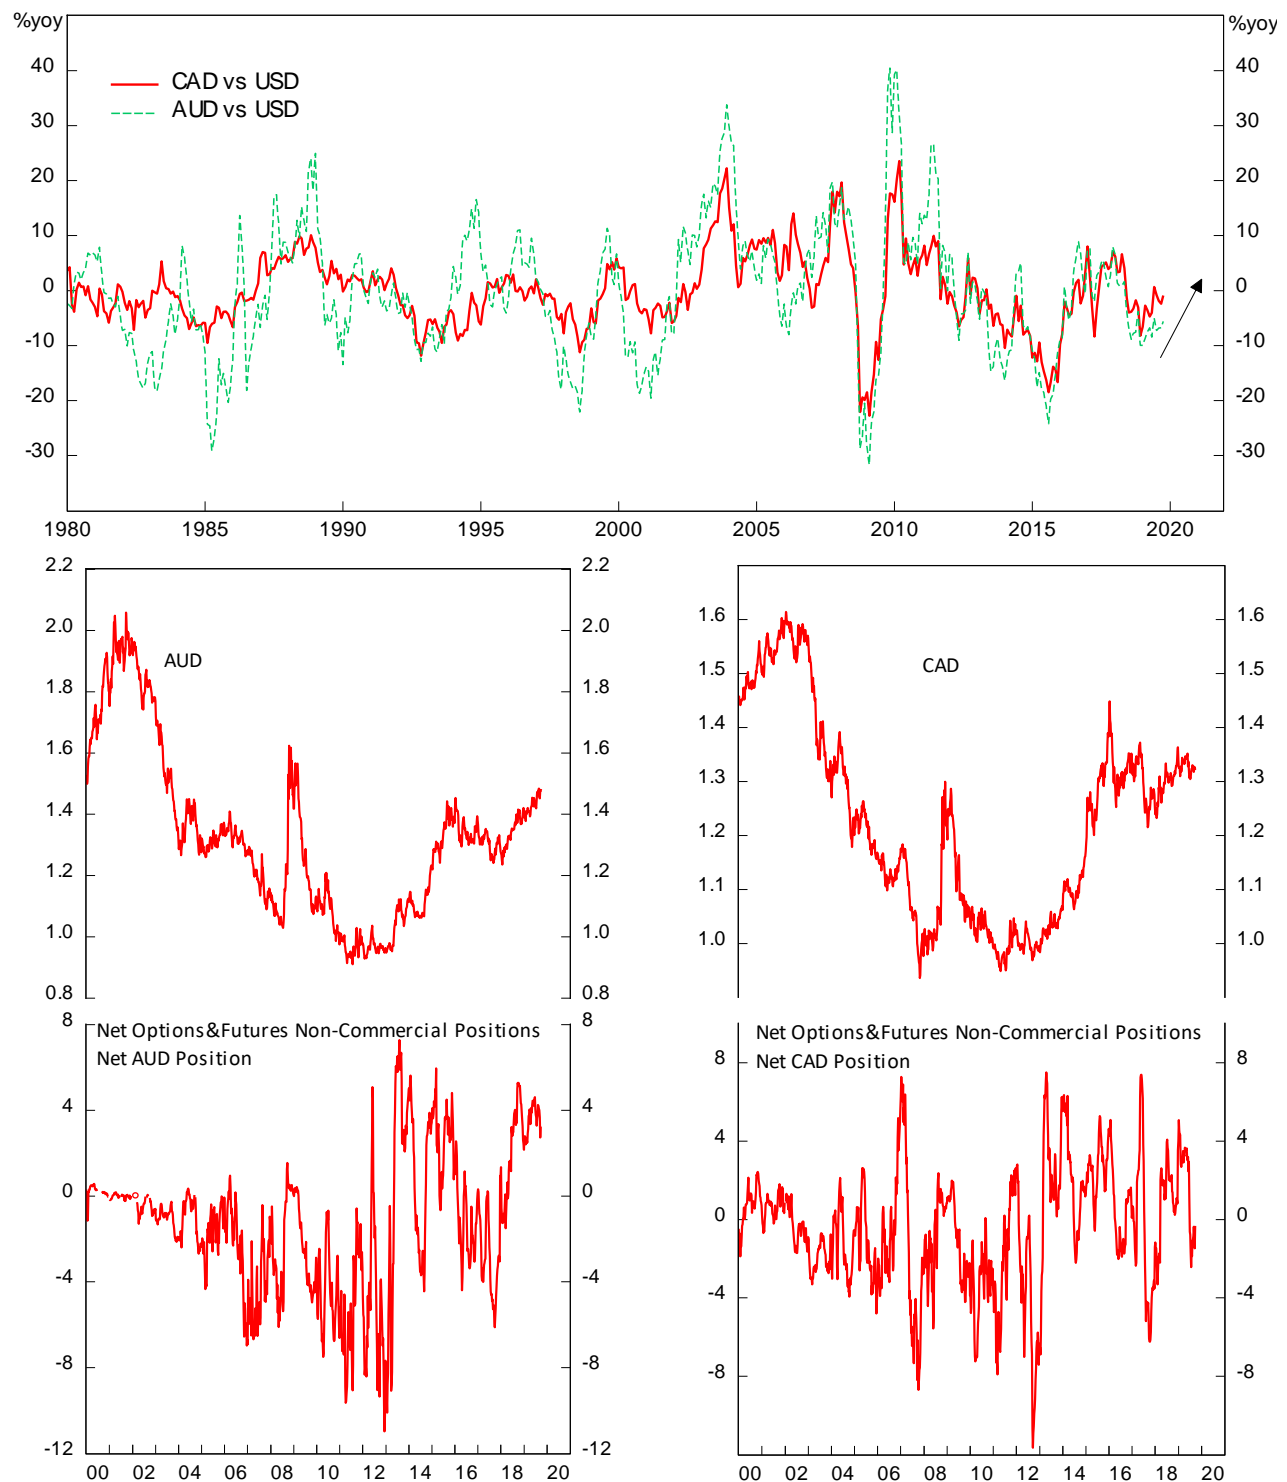 %yoy %yoy
40 40
CAD vs USD
AUD vs USD
30 30
20 20
10 10
0 0
-10 -10
-20 -20
-30 -30
1980 1985 1990 1995 2000 2005 2010 2015 2020
2.2 2.2
2.0 2.0
AUD
1.8 1.8
1.6 1.6
1.4 1.4
1.2 1.2
1.0 1.0
0.8 0.8
1.6 1.6
CAD
1.5 1.5
1.4 1.4
1.3 1.3
1.2 1.2
1.1 1.1
1.0 1.0
8 8
Net Options&Futures Non-Commercial Positions
Net AUD Position
4 4
0 0
-4 -4
-8 -8
-12 -12
00 02 04 06 08 10 12 14 16 18 20
Net Options&Futures Non-Commercial Positions
Net CAD Position
8 8
4 4
0 0
-4 -4
-8 -8
00 02 04 06 08 10 12 14 16 18 20